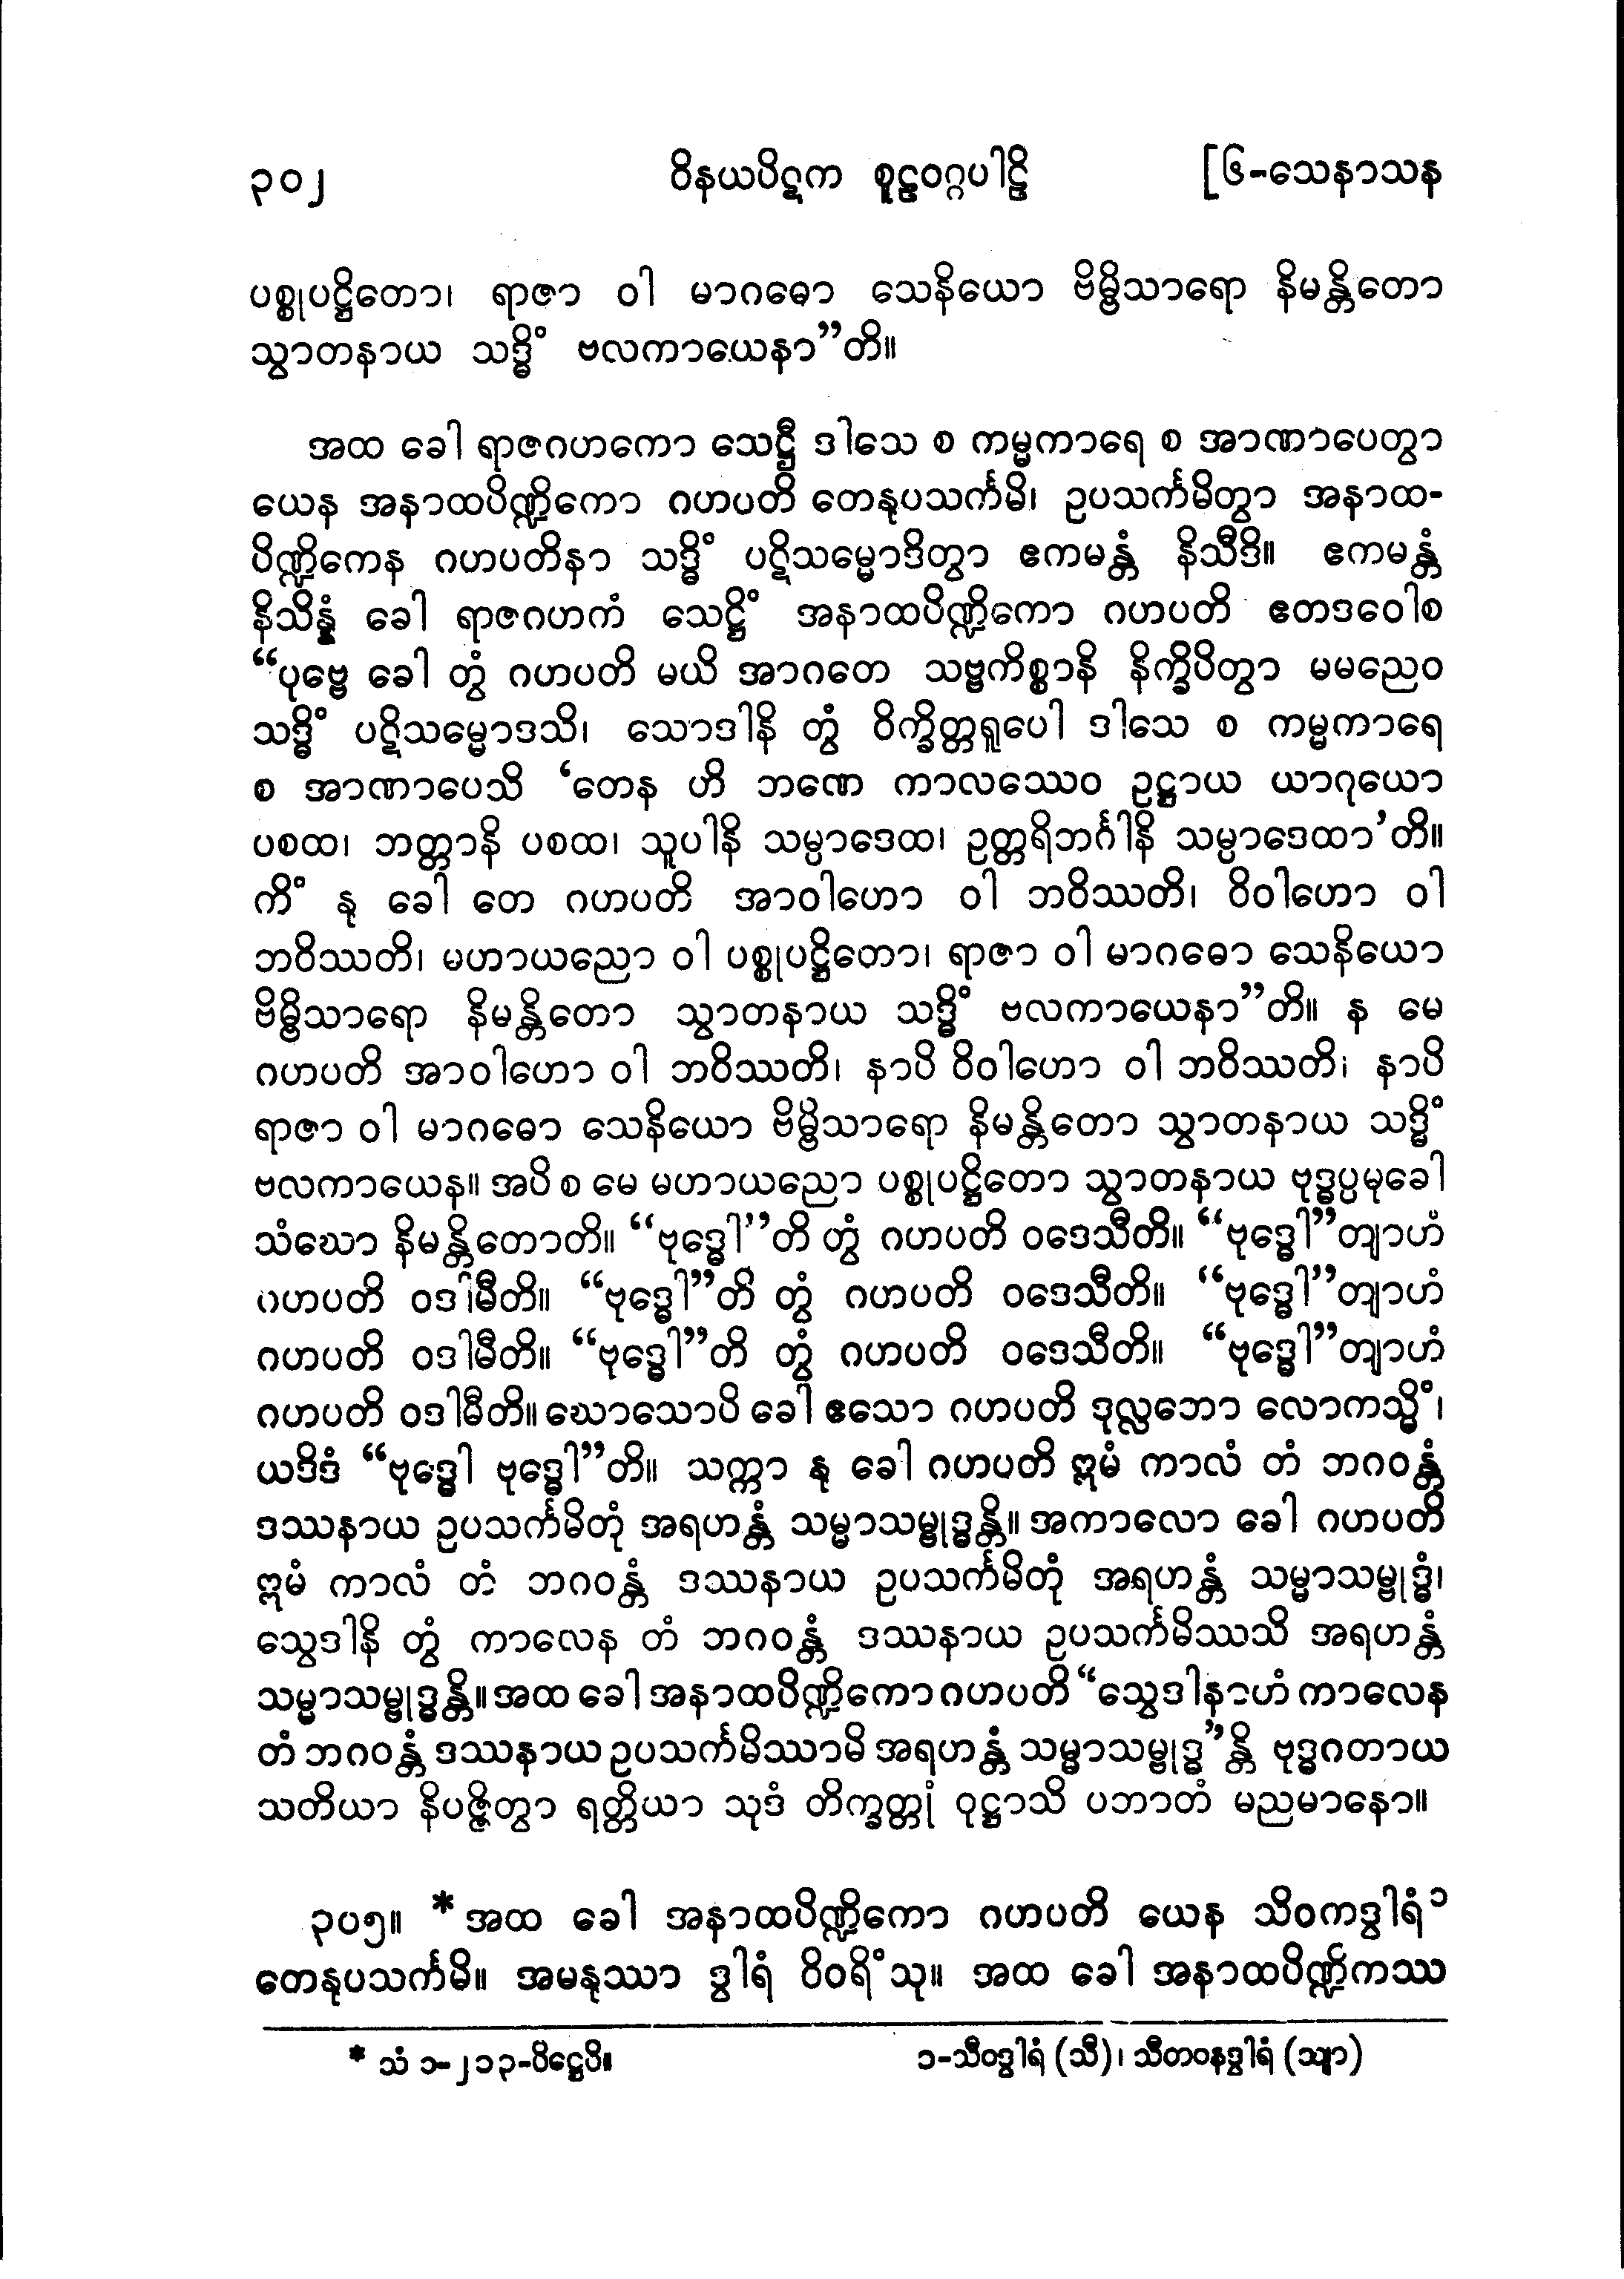 ၃၀၂ ဝိနယပိဋက စူဠဝဂ္ဂပါဠိ [၆-သေနာသန
ပစ္စုပဋ္ဌိတော၊ ရာဇာ ဝါ မာဂဓော သေနိယော ဗိမ္ဗိသာရော နိမန္တိတော
သွာတနာယ သဒ္ဓိံ ဗလကာယေနာ”တိ။
အထ ခေါ ရာဇဂဟကော သေဋ္ဌီ ဒါသေ စ ကမ္မကာရေ စ အာဏာပေတွာ
ယေန အနာထပိဏ္ဍိကော ဂဟပတိ တေနုပသင်္ကမိ၊ ဥပသင်္ကမိတွာ အနာထ-
ပိဏ္ဍိကေန ဂဟပတိနာ သဒ္ဓိံ ပဋိသမ္မောဒိတွာ ဧကမန္တံ နိသီဒိ။ ဧကမန္တံ
နိသိန္နံ ခေါ ရာဇဂဟကံ သေဋ္ဌိံ အနာထပိဏ္ဍိကော ဂဟပတိ ဧတဒဝေါစ
“ပုဗ္ဗေ ခေါ တွံ ဂဟပတိ မယိ အာဂတေ သဗ္ဗကိစ္စာနိ နိက္ခိပိတွာ မမညေဝ
သဒ္ဓိံ ပဋိသမ္မောဒသိ၊ သောဒါနိ တွံ ဝိက္ခိတ္တရူပေါ ဒါသေ စ ကမ္မကာရေ
စ အာဏာပေသိ ‘တေန ဟိ ဘဏေ ကာလဿေဝ ဥဋ္ဌာယ ယာဂုယော
ပစထ၊ ဘတ္တာနိ ပစထ၊ သူပါနိ သမ္ပာဒေထ၊ ဥတ္တရိဘင်္ဂါနိ သမ္ပာဒေထာ’တိ။
ကိံ နု ခေါ တေ ဂဟပတိ အာဝါဟော ဝါ ဘဝိဿတိ၊ ဝိဝါဟော ဝါ
ဘဝိဿတိ၊ မဟာယညော ဝါ ပစ္စုပဋ္ဌိတော၊ ရာဇာ ဝါ မာဂဓော သေနိယော
ဗိမ္ဗိသာရော နိမန္တိတော သွာတနာယ သဒ္ဓိံ ဗလကာယေနာ”တိ။ န မေ
ဂဟပတိ အာဝါဟော ဝါ ဘဝိဿတိ၊ နာပိ ဝိဝါဟော ဝါ ဘဝိဿတိ၊ နာပိ
ရာဇာ ဝါ မာဂဓော သေနိယော ဗိမ္ဗိသာရော နိမန္တိတော သွာတနာယ သဒ္ဓိံ
ဗလကာယေန။ အပိ စ မေ မဟာယညော ပစ္စုပဋ္ဌိတော သွာတနာယ ဗုဒ္ဓပ္ပမုခေါ
သံဃော နိမန္တိတောတိ။ “ဗုဒ္ဓေါ”တိ တွံ ဂဟပတိ ဝဒေသီတိ။ “ဗုဒ္ဓေါ”တျာဟံ
ဂဟပတိ ဝဒါမီတိ။ “ဗုဒ္ဓေါ”တိ တွံ ဂဟပတိ ဝဒေသီတိ။ “ဗုဒ္ဓေါ”တျာဟံ
ဂဟပတိ ဝဒါမီတိ။ “ဗုဒ္ဓေါ”တိ တွံ ဂဟပတိ ဝဒေသီတိ။ “ဗုဒ္ဓေါ”တျာဟံ
ဂဟပတိ ဝဒါမီတိ။ ဃောသောပိ ခေါ ဧသော ဂဟပတိ ဒုလ္လဘော လောကသ္မိံ၊
ယဒိဒံ “ဗုဒ္ဓေါ ဗုဒ္ဓေါ”တိ။ သက္ကာ နု ခေါ ဂဟပတိ ဣမံ ကာလံ တံ ဘဂဝန္တံ
ဒဿနာယ ဥပသင်္ကမိတုံ အရဟန္တံ သမ္မာသမ္ဗုဒ္ဓန္တိ။ အကာလော ခေါ ဂဟပတိ
ဣမံ ကာလံ တံ ဘဂဝန္တံ ဒဿနာယ ဥပသင်္ကမိတုံ အရဟန္တံ သမ္မာသမ္ဗုဒ္ဓံ၊
သွေဒါနိ တွံ ကာလေန တံ ဘဂဝန္တံ ဒဿနာယ ဥပသင်္ကမိဿသိ အရဟန္တံ
သမ္မာသမ္ဗုဒ္ဓန္တိ။ အထ ခေါ အနာထပိဏ္ဍိကော ဂဟပတိ “သွေဒါနာဟံ ကာလေန
တံ ဘဂဝန္တံ ဒဿနာယ ဥပသင်္ကမိဿာမိ အရဟန္တံ သမ္မာသမ္ဗုဒ္ဓ”န္တိ ဗုဒ္ဓဂတာယ
သတိယာ နိပဇ္ဇိတွာ ရတ္တိယာ သုဒံ တိက္ခတ္တုံ ဝုဋ္ဌာသိ ပဘာတံ မညမာနော။
၃၀၅။ * အထ ခေါ အနာထပိဏ္ဍိကော ဂဟပတိ ယေန သိဝကဒွါရံ၁
တေနုပသင်္ကမိ။ အမနုဿာ ဒွါရံ ဝိဝရိံသု။ အထ ခေါ အနာထပိဏ္ဍိကဿ
* သံ ၁-၂၁၃-ပိဋ္ဌေပိ။ ၁-သီဝဒွါရံ (သီ)၊ သီတဝနဒွါရံ (သျာ)